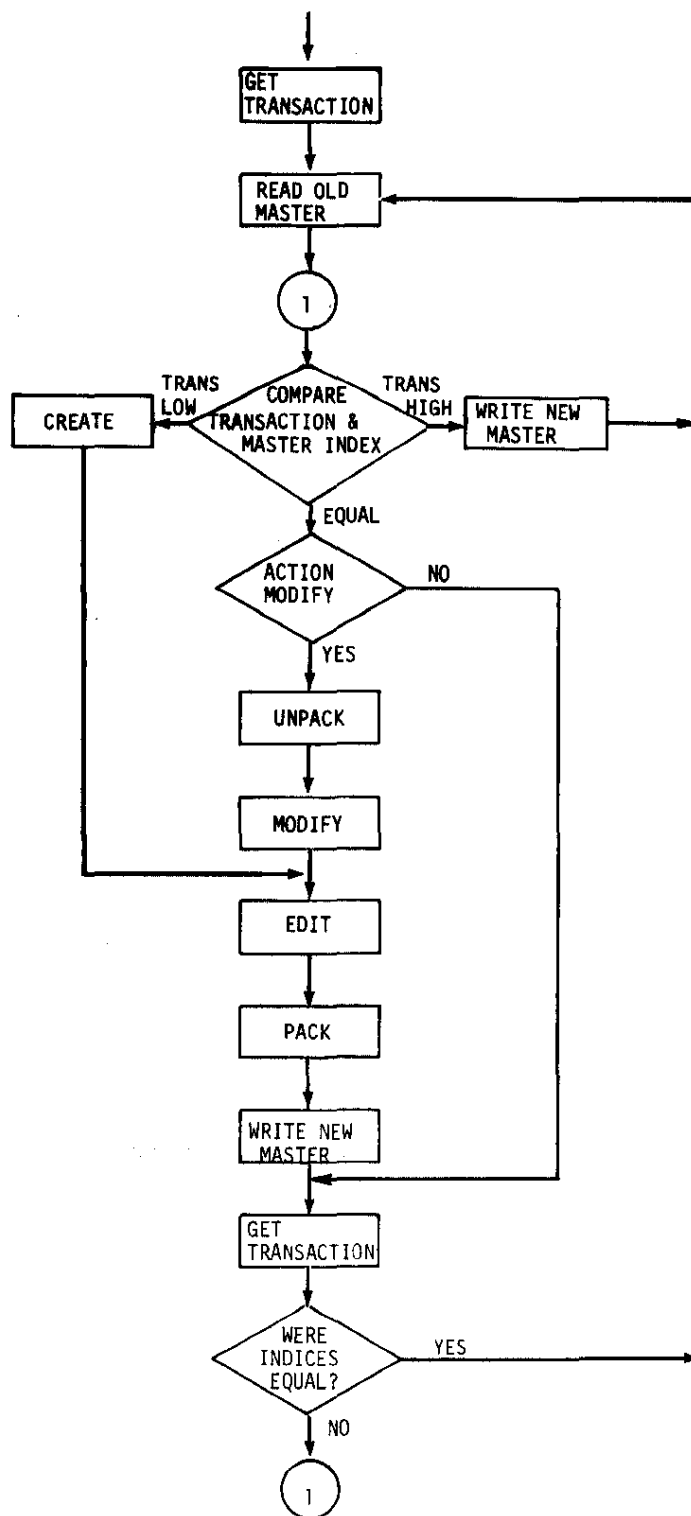 GET
TRANSACTION
READ OLD
MASTER
1
TRANS
LOW
COMPARE
TRANSACTION &
MASTER INDEX
TRANS
HIGH
CREATE
WRITE NEW
MASTER
EQUAL
ACTION
MODIFY
NO
YES
UNPACK
MODIFY
EDIT
PACK
WRITE NEW
MASTER
GET
TRANSACTION
WERE
INDICES
EQUAL?
YES
NO
1